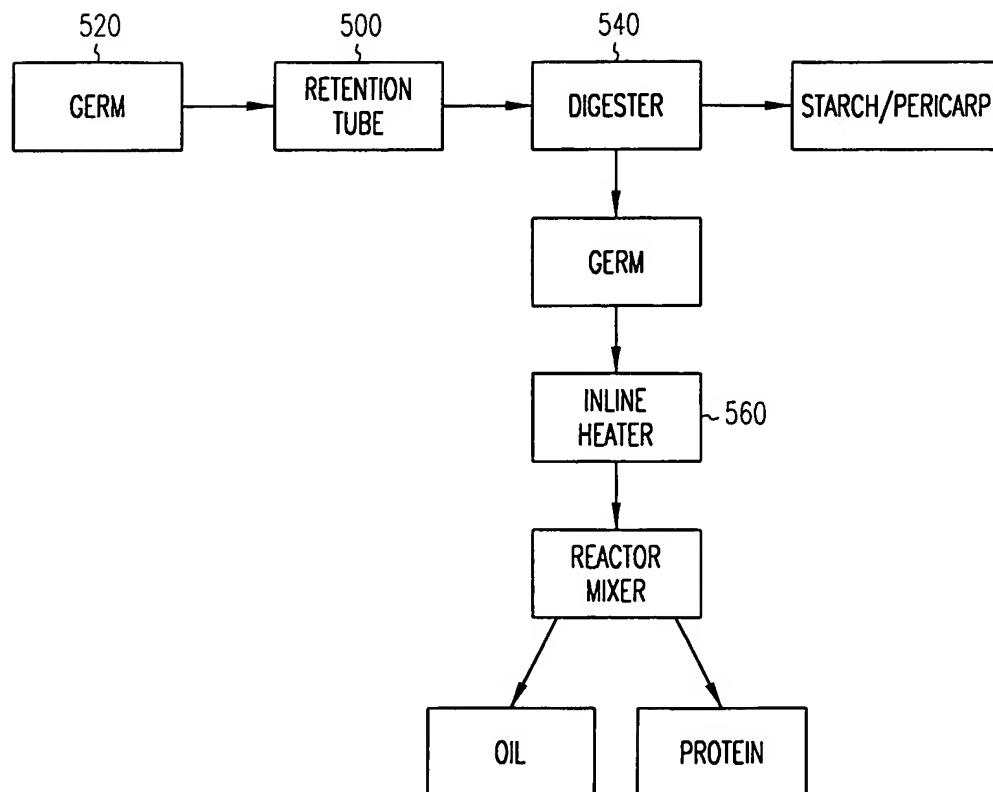 520
500
540
GERM
RETENTION
TUBE
DIGESTER
STARCH/PERICARP
GERM
INLINE
HEATER
560
REACTOR
MIXER
OIL
PROTEIN